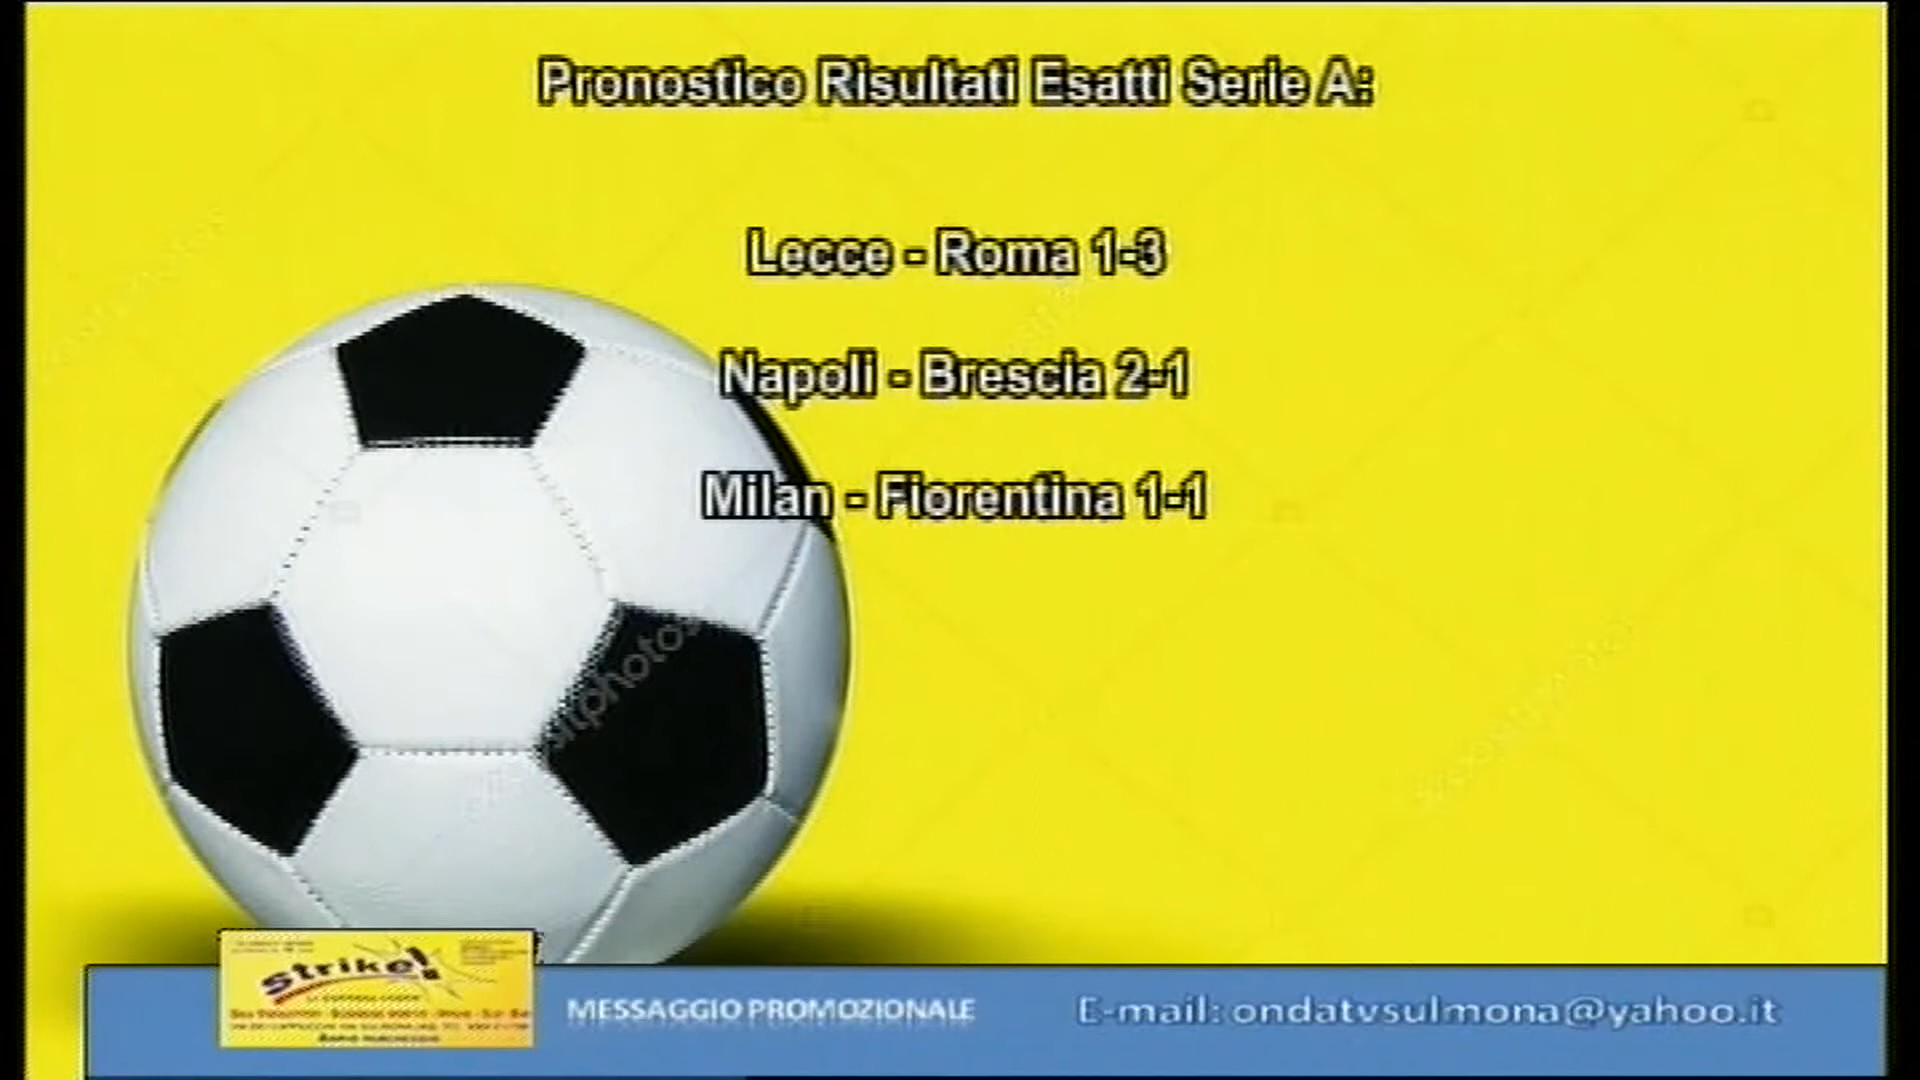 Pronostico Risultati Esatti Serie A:
Lecce - Roma 1-3
Napoli - Brescia 2-1
Milan - Fiorentina 1-1
strike!
MESSAGGIO PROMOZIONALE
E-mail: ondatvsulmona@yahoo.it